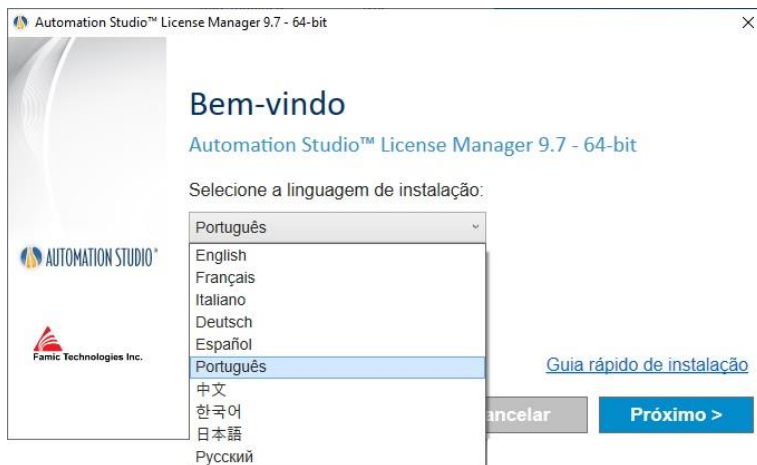 Automation Studio™ License Manager 9.7 - 64-bit
Bem-vindo
Automation Studio™ License Manager 9.7 - 64-bit
Selecione a linguagem de instalação:
Português
English
Français
Italiano
Deutsch
Español
Português
中文
한국어
日本語
Русский
AUTOMATION STUDIO®
Famic Technologies Inc.
Guia rápido de instalação
ancelar
Próximo >